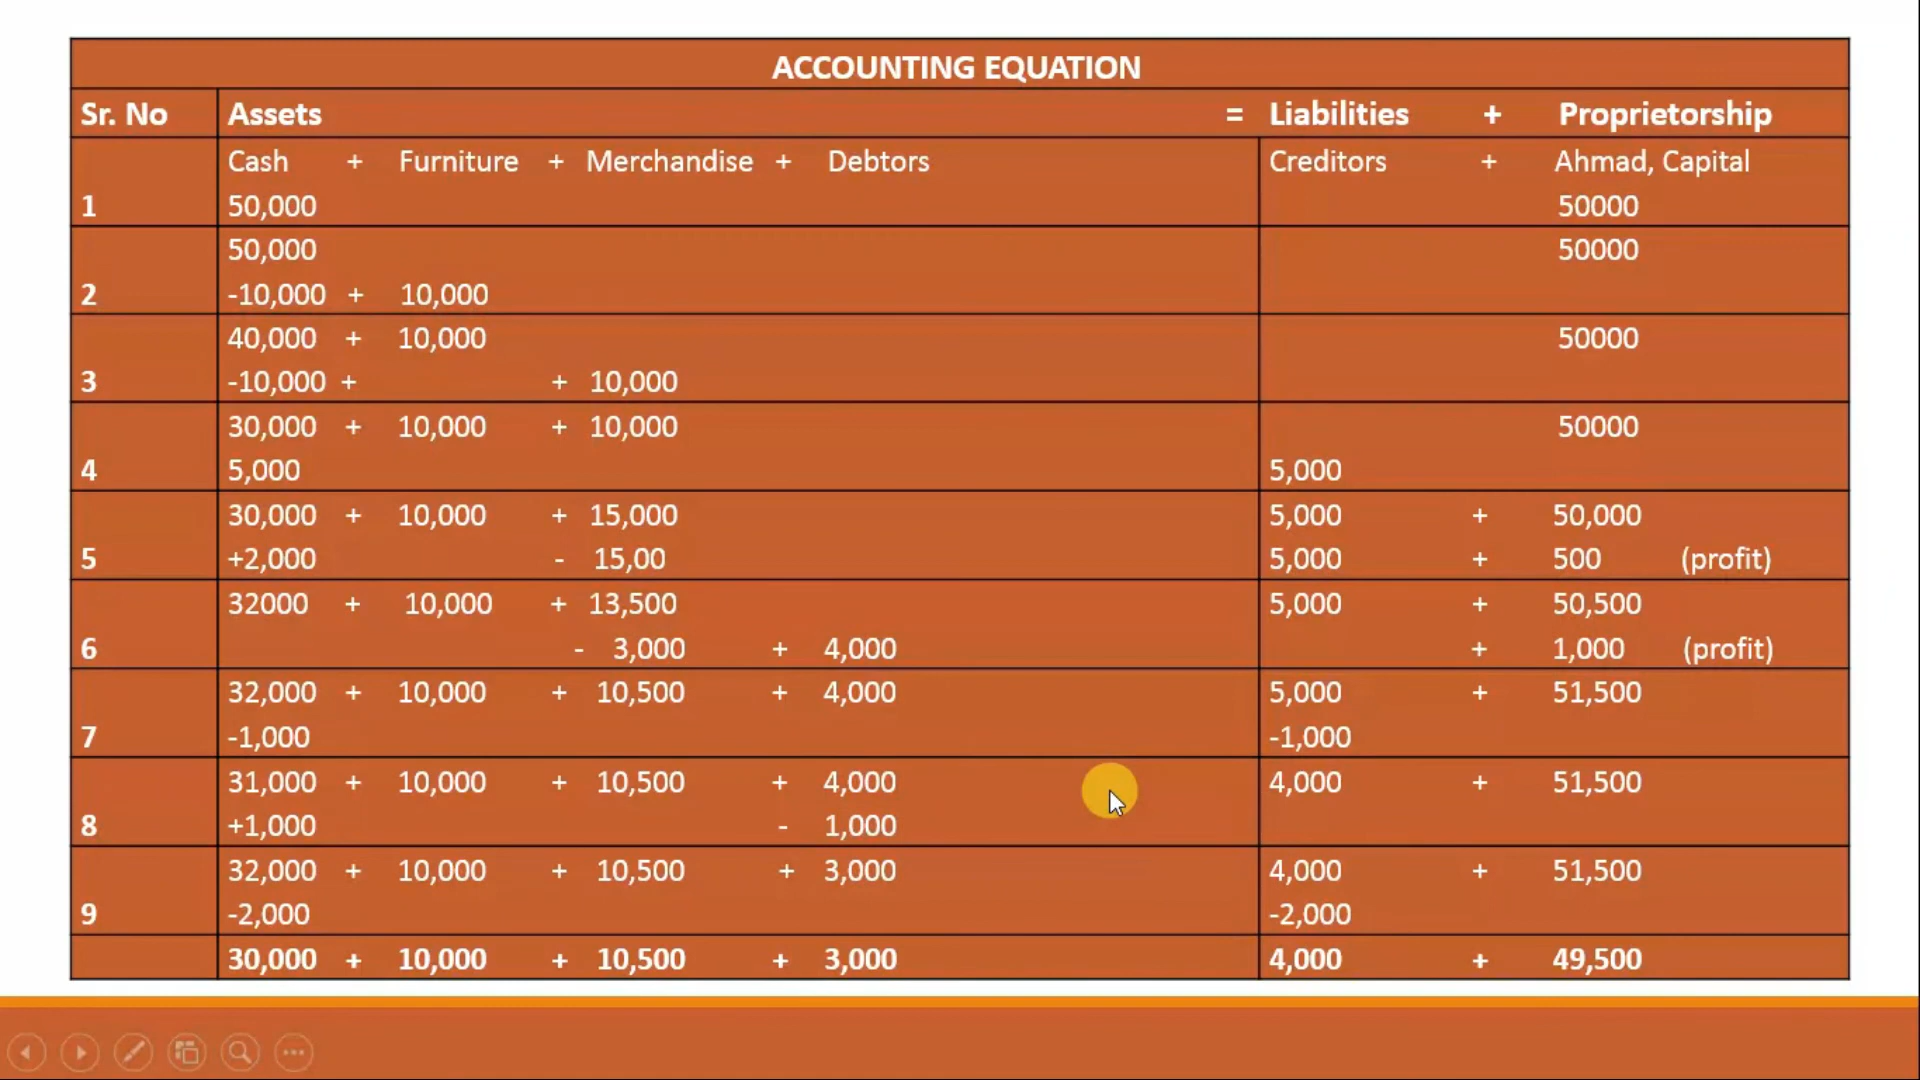 ACCOUNTING EQUATION
Sr. No Assets = Liabilities + Proprietorship
Cash + Furniture + Merchandise + Debtors Creditors + Ahmad, Capital
1 50,000 50000
50,000 50000
2 -10,000 + 10,000
40,000 + 10,000 50000
3 -10,000 + + 10,000
30,000 + 10,000 + 10,000 50000
4 5,000 5,000
30,000 + 10,000 + 15,000 5,000 + 50,000
5 +2,000 - 15,00 5,000 + 500 (profit)
32000 + 10,000 + 13,500 5,000 + 50,500
6 - 3,000 + 4,000 + 1,000 (profit)
32,000 + 10,000 + 10,500 + 4,000 5,000 + 51,500
7 -1,000 -1,000
31,000 + 10,000 + 10,500 + 4,000 4,000 + 51,500
8 +1,000 - 1,000
32,000 + 10,000 + 10,500 + 3,000 4,000 + 51,500
9 -2,000 -2,000
30,000 + 10,000 + 10,500 + 3,000 4,000 + 49,500